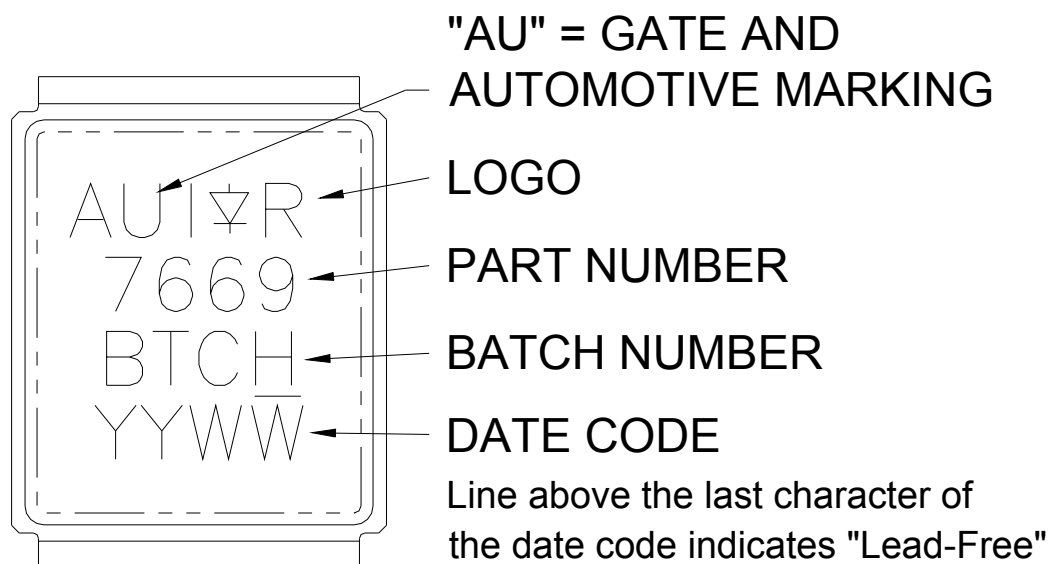 "AU" = GATE AND
AUTOMOTIVE MARKING
AUI R
LOGO
7669
PART NUMBER
BTCH
BATCH NUMBER
YYWW̅
DATE CODE
Line above the last character of
the date code indicates "Lead-Free"